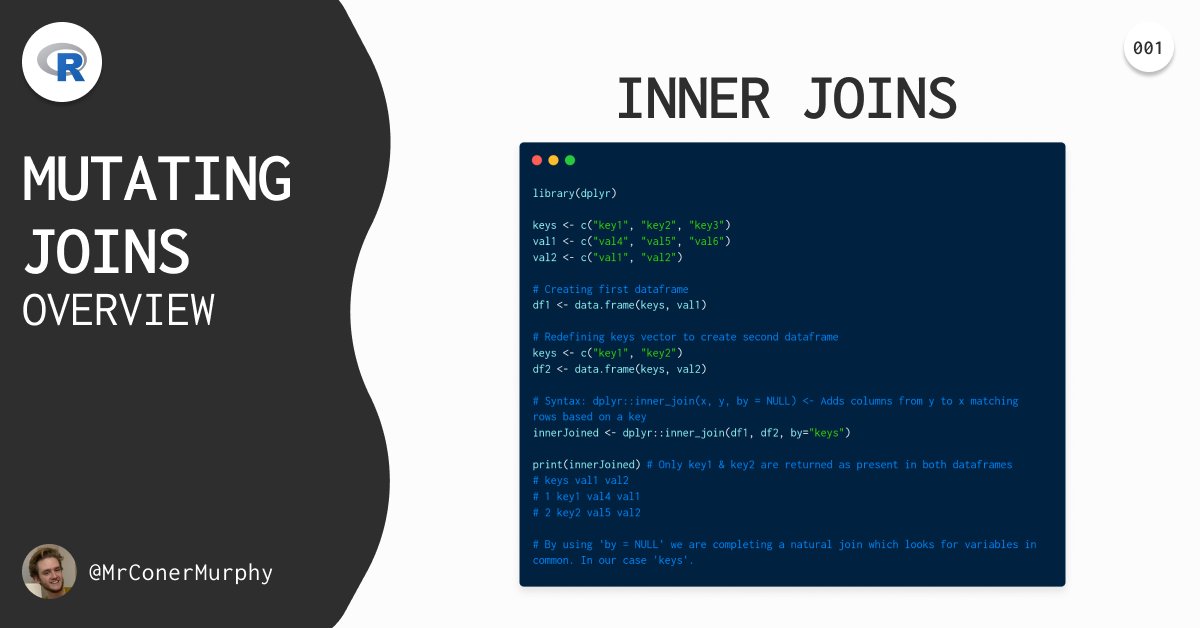 R
MUTATING
JOINS
OVERVIEW
@MrConerMurphy
001
INNER JOINS
library(dplyr)
keys <- c("key1", "key2", "key3")
val1 <- c("val4", "val5", "val6")
val2 <- c("val1", "val2")
# Creating first dataframe
df1 <- data.frame(keys, val1)
# Redefining keys vector to create second dataframe
keys <- c("key1", "key2")
df2 <- data.frame(keys, val2)
# Syntax: dplyr::inner_join(x, y, by = NULL) <- Adds columns from y to x matching
rows based on a key
innerJoined <- dplyr::inner_join(df1, df2, by="keys")
print(innerJoined) # Only key1 & key2 are returned as present in both dataframes
# keys val1 val2
# 1 key1 val4 val1
# 2 key2 val5 val2
# By using 'by = NULL' we are completing a natural join which looks for variables in
common. In our case 'keys'.